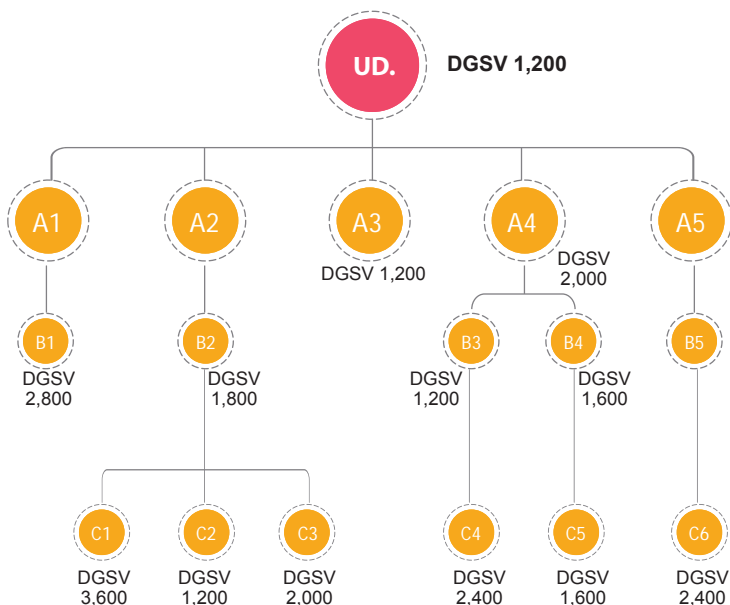 UD.
DGSV 1,200
A1
A2
A3
A4
A5
DGSV 1,200
DGSV
2,000
B1
B2
B3
B4
B5
DGSV
2,800
DGSV
1,800
DGSV
1,200
DGSV
1,600
C1
C2
C3
C4
C5
C6
DGSV
3,600
DGSV
1,200
DGSV
2,000
DGSV
2,400
DGSV
1,600
DGSV
2,400